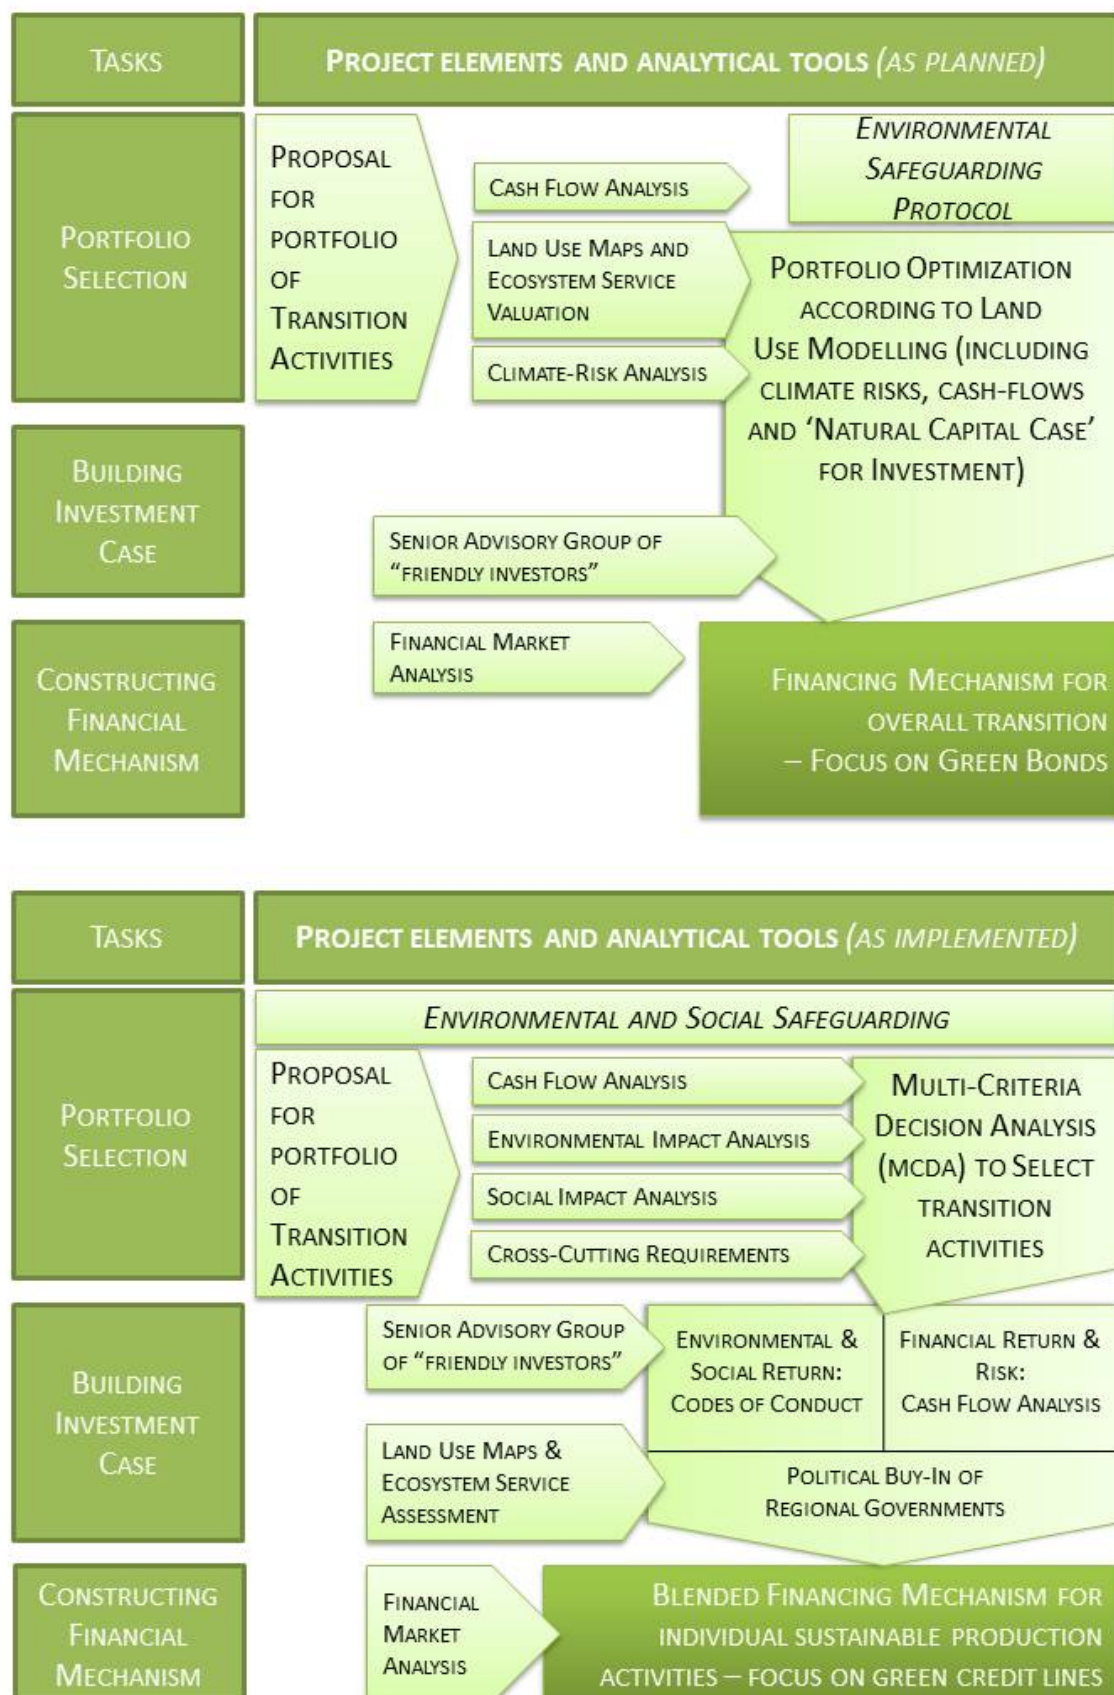 TASKS
PROJECT ELEMENTS AND ANALYTICAL TOOLS (AS PLANNED)
PORTFOLIO
SELECTION
PROPOSAL
FOR
PORTFOLIO
OF
TRANSITION
ACTIVITIES
CASH FLOW ANALYSIS
LAND USE MAPS AND
ECOSYSTEM SERVICE
VALUATION
CLIMATE-RISK ANALYSIS
ENVIRONMENTAL
SAFEGUARDING
PROTOCOL
PORTFOLIO OPTIMIZATION
ACCORDING TO LAND
USE MODELLING (INCLUDING
CLIMATE RISKS, CASH-FLOWS
AND ‘NATURAL CAPITAL CASE’
FOR INVESTMENT)
BUILDING
INVESTMENT
CASE
SENIOR ADVISORY GROUP OF
“FRIENDLY INVESTORS”
CONSTRUCTING
FINANCIAL
MECHANISM
FINANCIAL MARKET
ANALYSIS
FINANCING MECHANISM FOR
OVERALL TRANSITION
– FOCUS ON GREEN BONDS
TASKS
PROJECT ELEMENTS AND ANALYTICAL TOOLS (AS IMPLEMENTED)
PORTFOLIO
SELECTION
ENVIRONMENTAL AND SOCIAL SAFEGUARDING
PROPOSAL
FOR
PORTFOLIO
OF
TRANSITION
ACTIVITIES
CASH FLOW ANALYSIS
ENVIRONMENTAL IMPACT ANALYSIS
SOCIAL IMPACT ANALYSIS
CROSS-CUTTING REQUIREMENTS
MULTI-CRITERIA
DECISION ANALYSIS
(MCDA) TO SELECT
TRANSITION
ACTIVITIES
BUILDING
INVESTMENT
CASE
SENIOR ADVISORY GROUP
OF “FRIENDLY INVESTORS”
LAND USE MAPS &
ECOSYSTEM SERVICE
ASSESSMENT
ENVIRONMENTAL &
SOCIAL RETURN:
CODES OF CONDUCT
FINANCIAL RETURN &
RISK:
CASH FLOW ANALYSIS
POLITICAL BUY-IN OF
REGIONAL GOVERNMENTS
CONSTRUCTING
FINANCIAL
MECHANISM
FINANCIAL
MARKET
ANALYSIS
BLENDED FINANCING MECHANISM FOR
INDIVIDUAL SUSTAINABLE PRODUCTION
ACTIVITIES – FOCUS ON GREEN CREDIT LINES